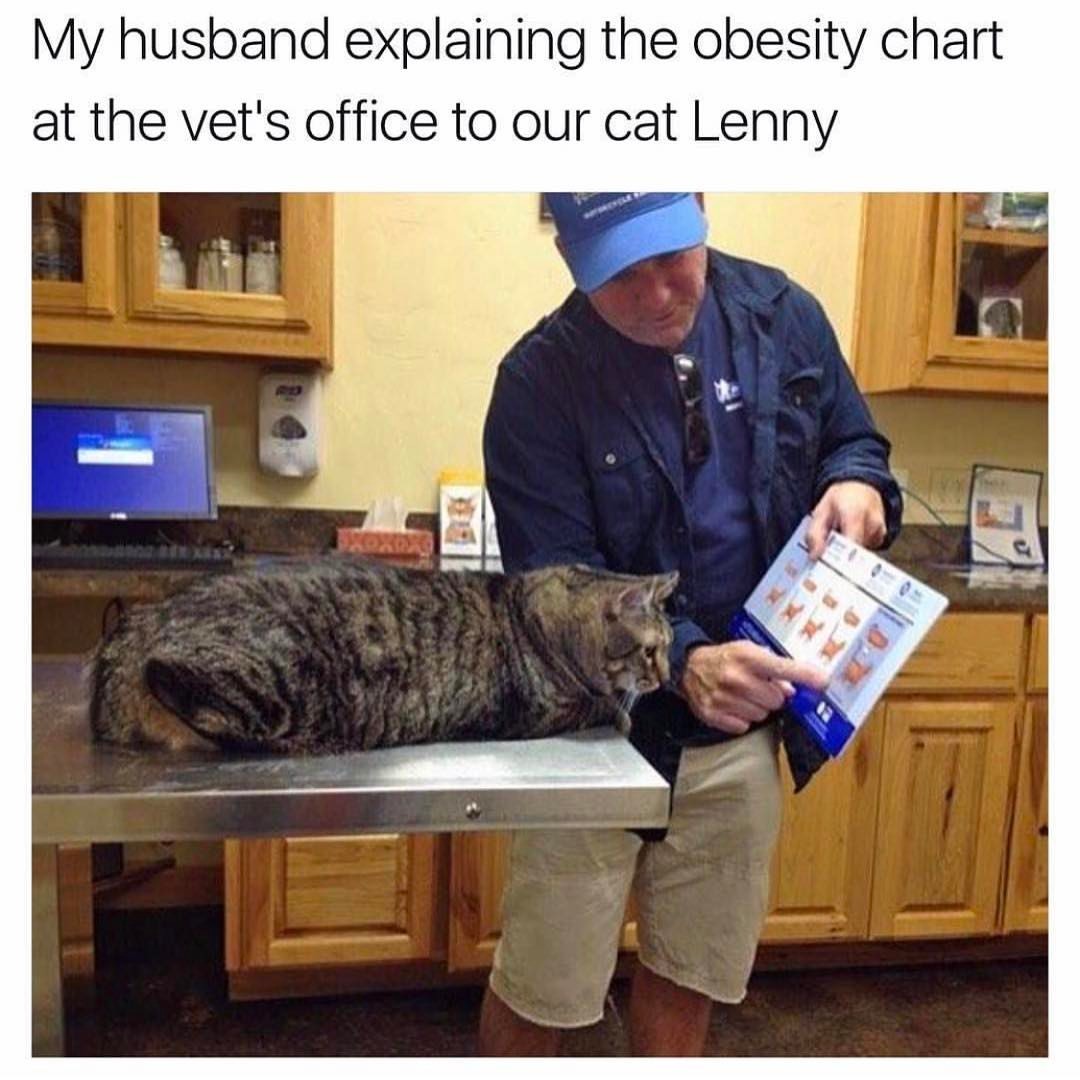 My husband explaining the obesity chart
at the vet's office to our cat Lenny